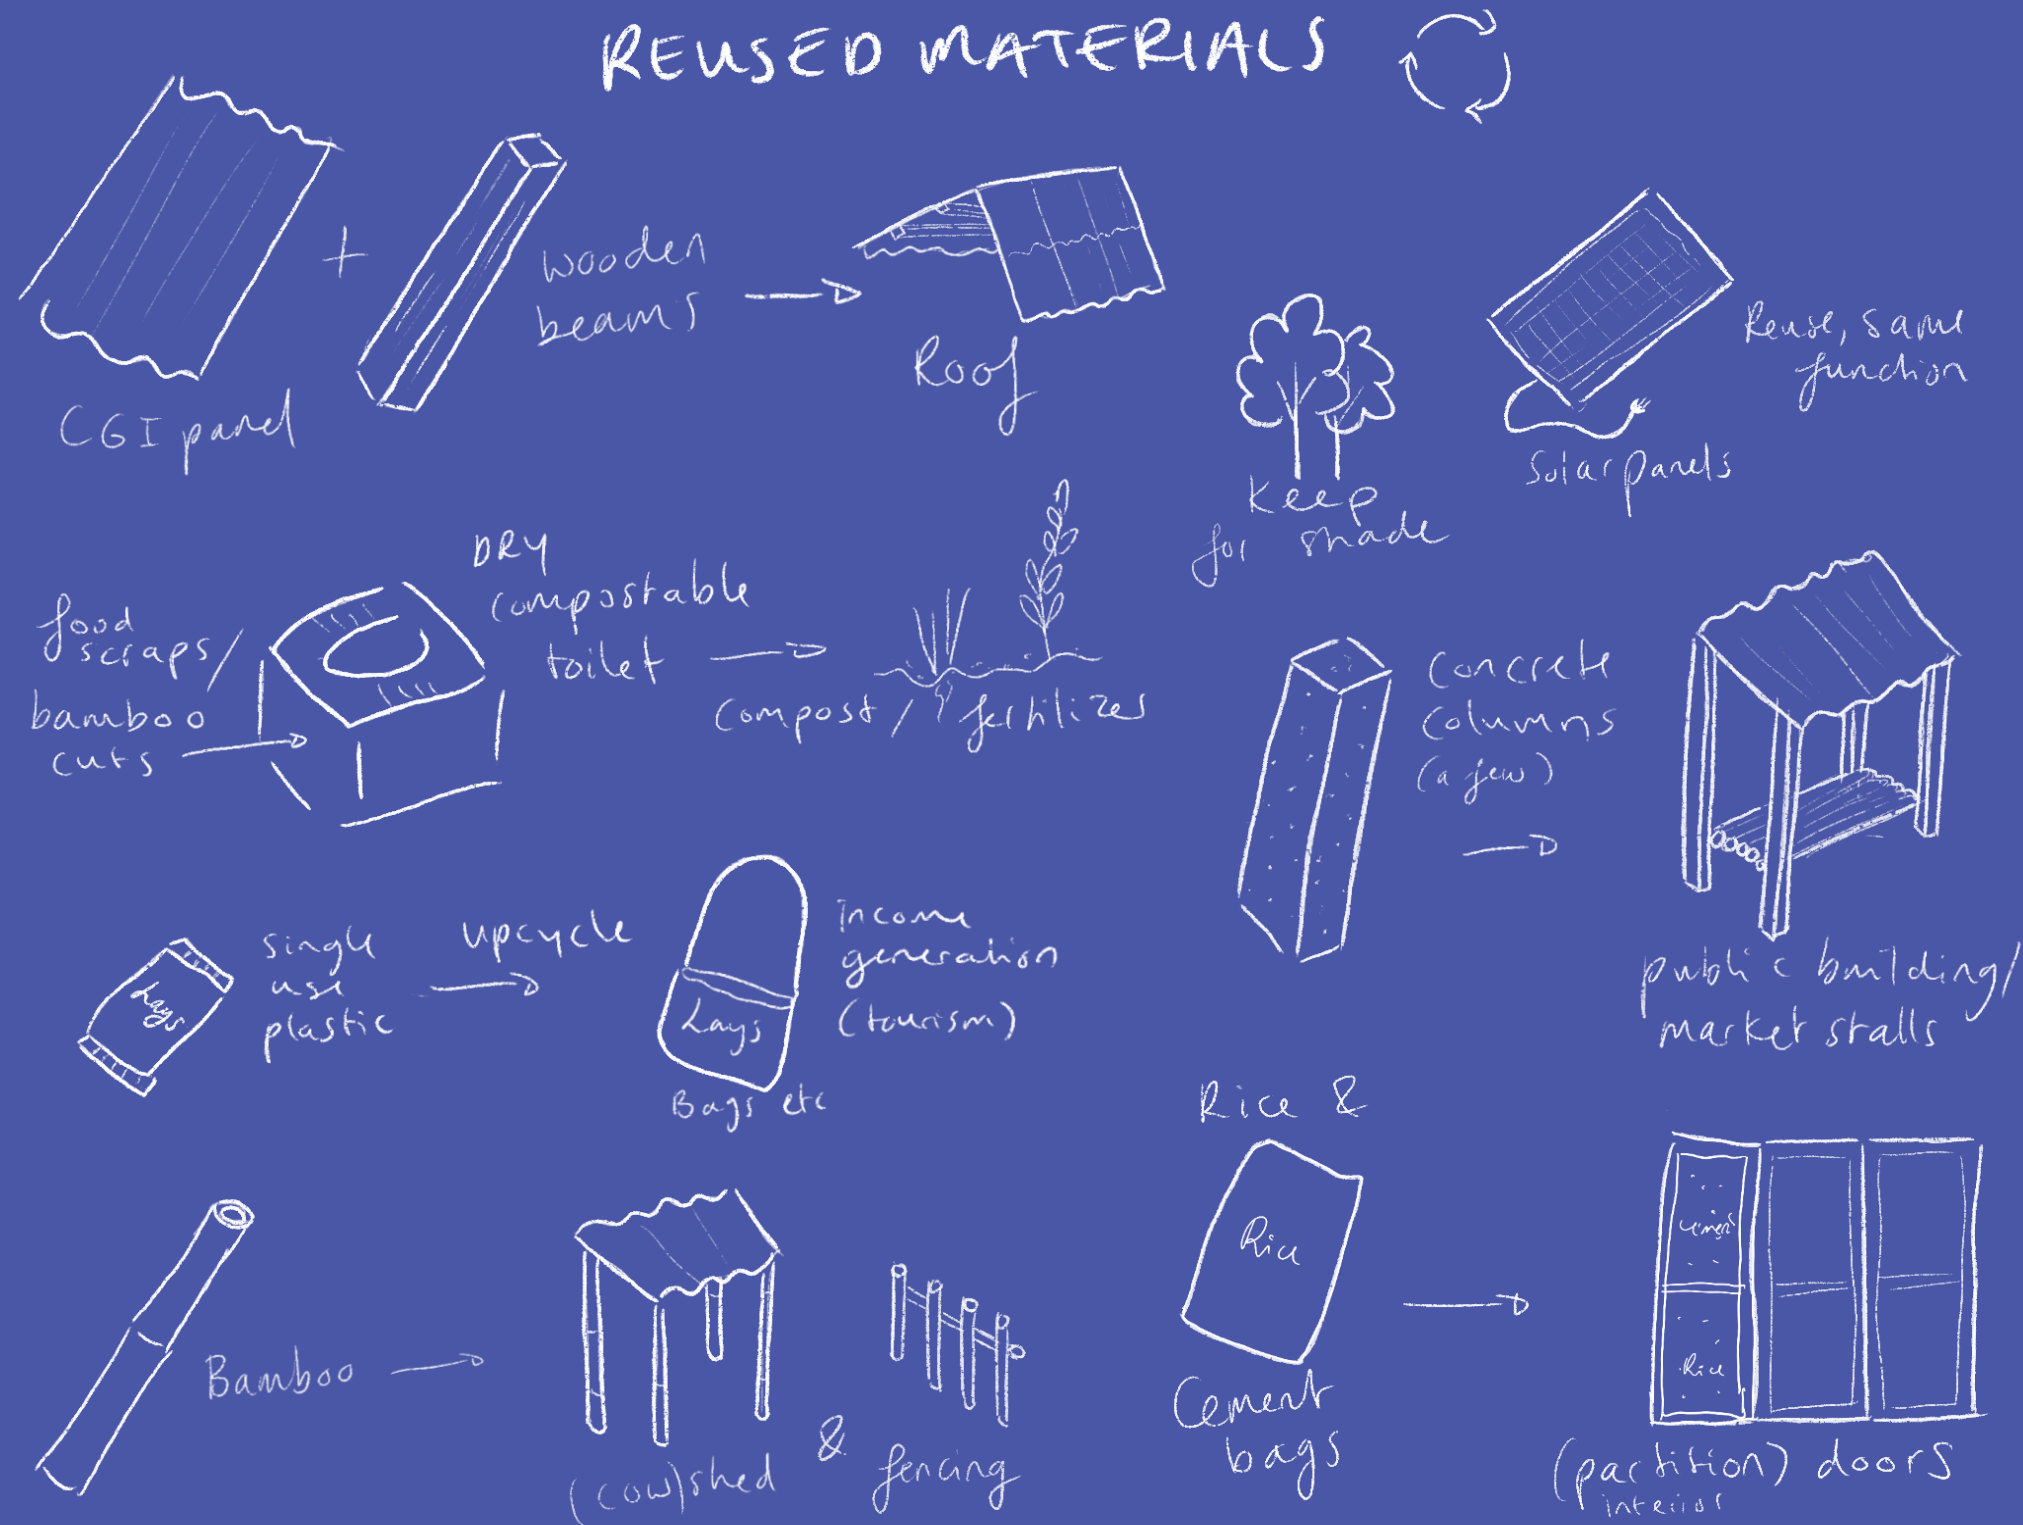 REUSED MATERIALS
CGI panel
+
wooden
beams
Roof
Keep
for shade
Reuse, same
function
Solar panels
food
scraps/
bamboo
cuts
DRY
compostable
toilet
compost/fertilizer
concrete
columns
(a few)
public building/
market stalls
Lays
single
use
plastic
upcycle
Lays
Bags etc
Income
generation
(tourism)
Bamboo
(cow)shed
&
fencing
Rice &
Rice
Cement
bags
cement
Rice
(partition) doors
interior